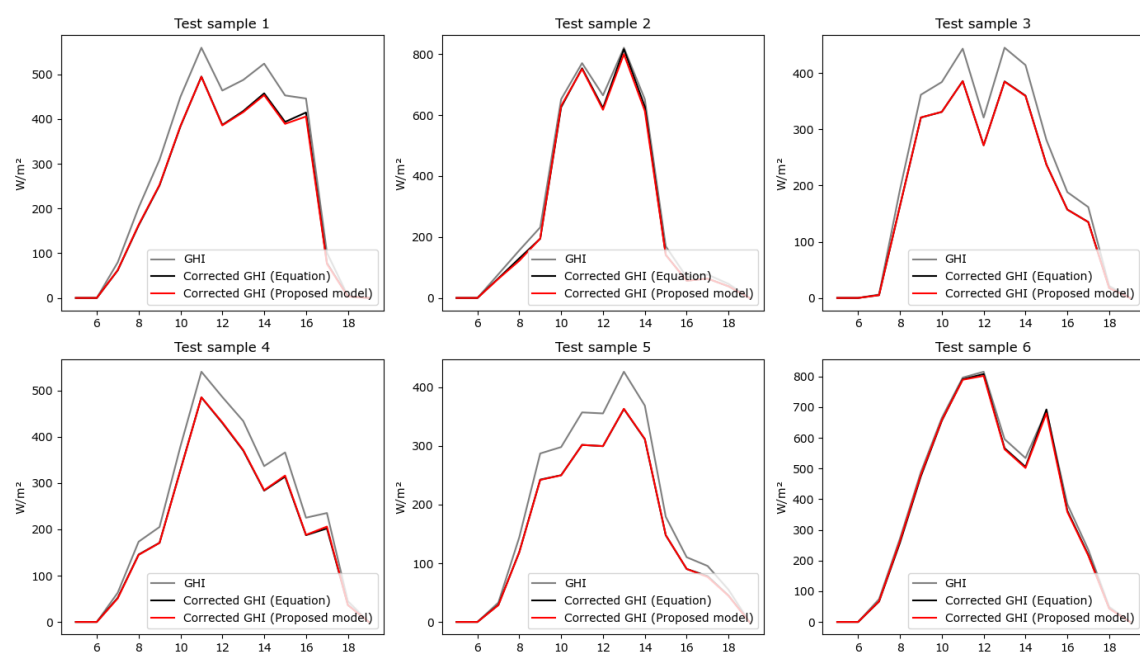 Test sample 1
500
400
300
200
100
0
W/m²
6 8 10 12 14 16 18
GHI
Corrected GHI (Equation)
Corrected GHI (Proposed model)
Test sample 2
800
600
400
200
0
W/m²
6 8 10 12 14 16 18
GHI
Corrected GHI (Equation)
Corrected GHI (Proposed model)
Test sample 3
400
300
200
100
0
W/m²
6 8 10 12 14 16 18
GHI
Corrected GHI (Equation)
Corrected GHI (Proposed model)
Test sample 4
500
400
300
200
100
0
W/m²
6 8 10 12 14 16 18
GHI
Corrected GHI (Equation)
Corrected GHI (Proposed model)
Test sample 5
400
300
200
100
0
W/m²
6 8 10 12 14 16 18
GHI
Corrected GHI (Equation)
Corrected GHI (Proposed model)
Test sample 6
800
700
600
500
400
300
200
100
0
W/m²
6 8 10 12 14 16 18
GHI
Corrected GHI (Equation)
Corrected GHI (Proposed model)